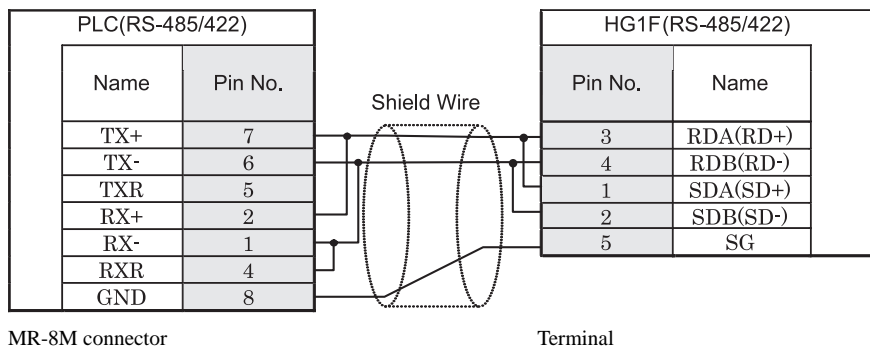 PLC(RS-485/422) HG1F(RS-485/422)
Name Pin No. Pin No. Name
Shield Wire
TX+ 7 3 RDA(RD+)
TX- 6 4 RDB(RD-)
TXR 5 1 SDA(SD+)
RX+ 2 2 SDB(SD-)
RX- 1 5 SG
RXR 4
GND 8
MR-8M connector Terminal